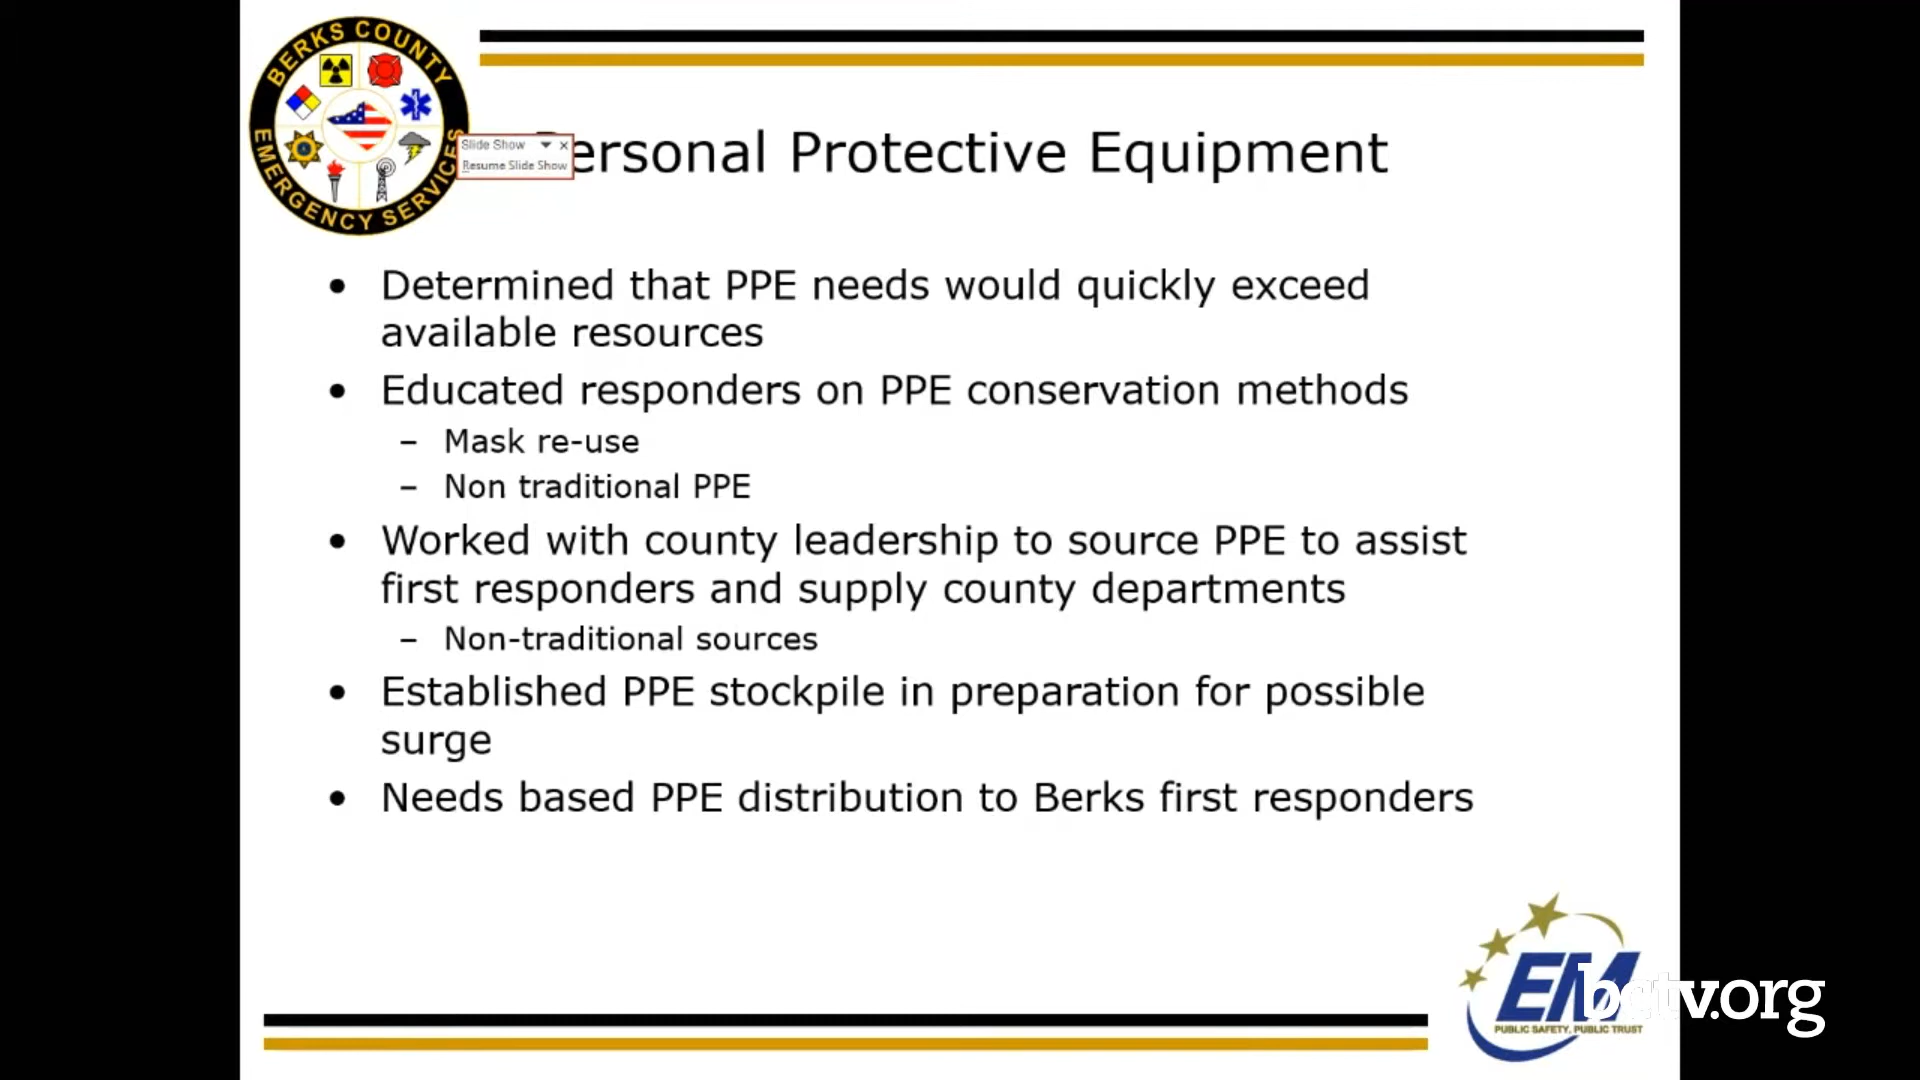 BERKS COUNTY
EMERGENCY SERVICES
Slide Show
Resume Slide Show
Personal Protective Equipment
• Determined that PPE needs would quickly exceed
available resources
• Educated responders on PPE conservation methods
– Mask re-use
– Non traditional PPE
• Worked with county leadership to source PPE to assist
first responders and supply county departments
– Non-traditional sources
• Established PPE stockpile in preparation for possible
surge
• Needs based PPE distribution to Berks first responders
EM
PUBLIC SAFETY, PUBLIC TRUST
bctv.org